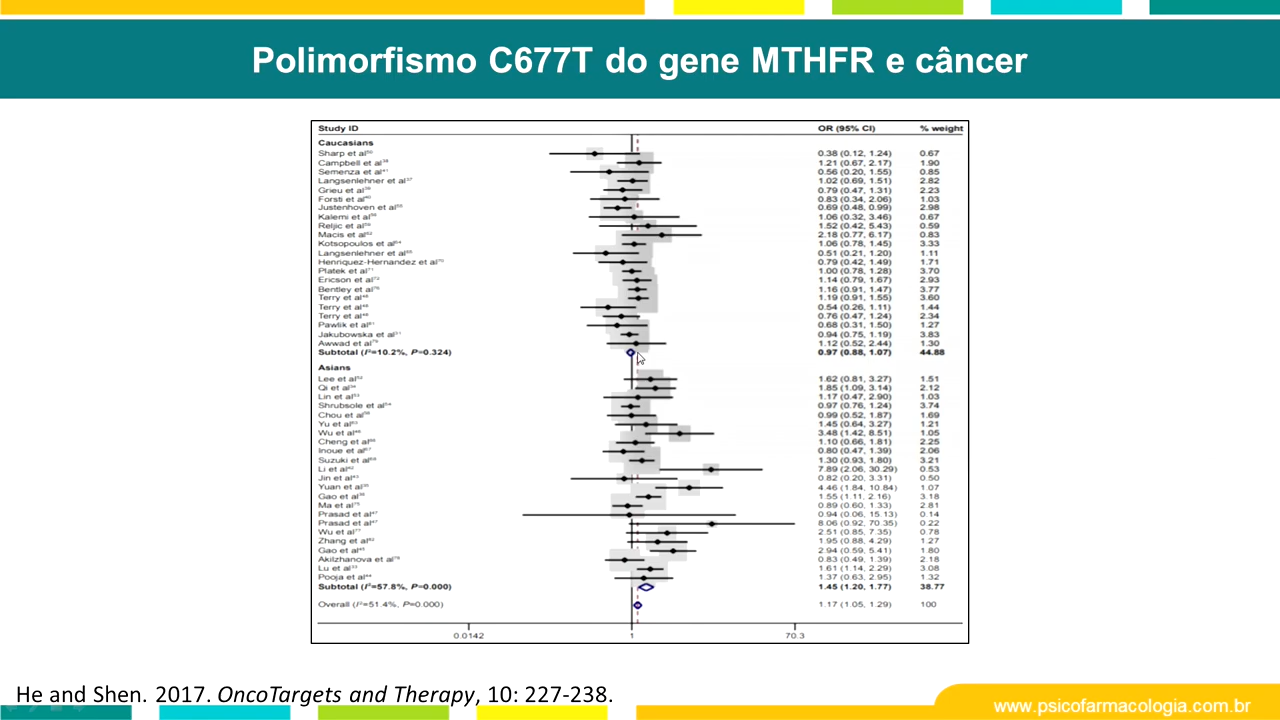 Polimorfismo C677T do gene MTHFR e câncer
Study ID OR (95% CI) % weight
Caucasians
Sharp et al 0.38 (0.12, 1.24) 0.67
Campbell et al 1.21 (0.67, 2.17) 1.90
Semenza et al 0.56 (0.20, 1.55) 0.85
Langsenlehner et al 1.02 (0.69, 1.51) 2.82
Grieu et al 0.79 (0.47, 1.31) 2.23
Forsti et al 0.83 (0.34, 2.06) 1.03
Justenhoven et al 0.69 (0.48, 0.99) 2.98
Kalemi et al 1.06 (0.32, 3.46) 0.67
Reljic et al 1.52 (0.42, 5.43) 0.59
Macis et al 2.18 (0.77, 6.17) 0.83
Kotsopoulos et al 1.06 (0.78, 1.45) 3.33
Langsenlehner et al 0.51 (0.21, 1.20) 1.11
Henriquez-Hernandez et al 0.79 (0.42, 1.49) 1.71
Platek et al 1.00 (0.78, 1.28) 3.70
Ericson et al 1.14 (0.79, 1.67) 2.93
Bentley et al 1.16 (0.91, 1.47) 3.77
Terry et al 1.19 (0.91, 1.55) 3.60
Terry et al 0.54 (0.26, 1.11) 1.44
Terry et al 0.76 (0.47, 1.24) 2.34
Pawlik et al 0.68 (0.31, 1.50) 1.27
Jakubowska et al 0.94 (0.75, 1.19) 3.83
Awwad et al 1.12 (0.52, 2.44) 1.30
Subtotal (I²=10.2%, P=0.324) 0.97 (0.88, 1.07) 44.88
Asians
Lee et al 1.62 (0.81, 3.27) 1.51
Qi et al 1.85 (1.09, 3.14) 2.12
Lin et al 1.17 (0.47, 2.90) 1.03
Shrubsole et al 0.97 (0.76, 1.24) 3.74
Chou et al 0.99 (0.52, 1.87) 1.69
Yu et al 1.45 (0.64, 3.27) 1.21
Wu et al 3.48 (1.42, 8.51) 1.05
Cheng et al 1.10 (0.66, 1.81) 2.25
Inoue et al 0.80 (0.47, 1.39) 2.06
Suzuki et al 1.30 (0.93, 1.80) 3.21
Li et al 7.89 (2.06, 30.29) 0.53
Jin et al 0.82 (0.20, 3.31) 0.50
Yuan et al 4.46 (1.84, 10.84) 1.07
Gao et al 1.55 (1.11, 2.16) 3.18
Ma et al 0.89 (0.60, 1.33) 2.81
Prasad et al 0.94 (0.06, 15.13) 0.14
Prasad et al 8.06 (0.92, 70.35) 0.22
Wu et al 2.51 (0.85, 7.35) 0.78
Zhang et al 1.95 (0.88, 4.29) 1.27
Gao et al 2.94 (0.59, 5.41) 1.80
Akilzhanova et al 0.83 (0.49, 1.39) 2.18
Lu et al 1.61 (1.14, 2.29) 3.08
Pooja et al 1.37 (0.63, 2.95) 1.32
Subtotal (I²=57.8%, P=0.000) 1.45 (1.20, 1.77) 38.77
Overall (I²=51.4%, P=0.000) 1.17 (1.05, 1.29) 100
0.0142 1 70.3
He and Shen. 2017. OncoTargets and Therapy, 10: 227-238.
www.psicofarmacologia.com.br